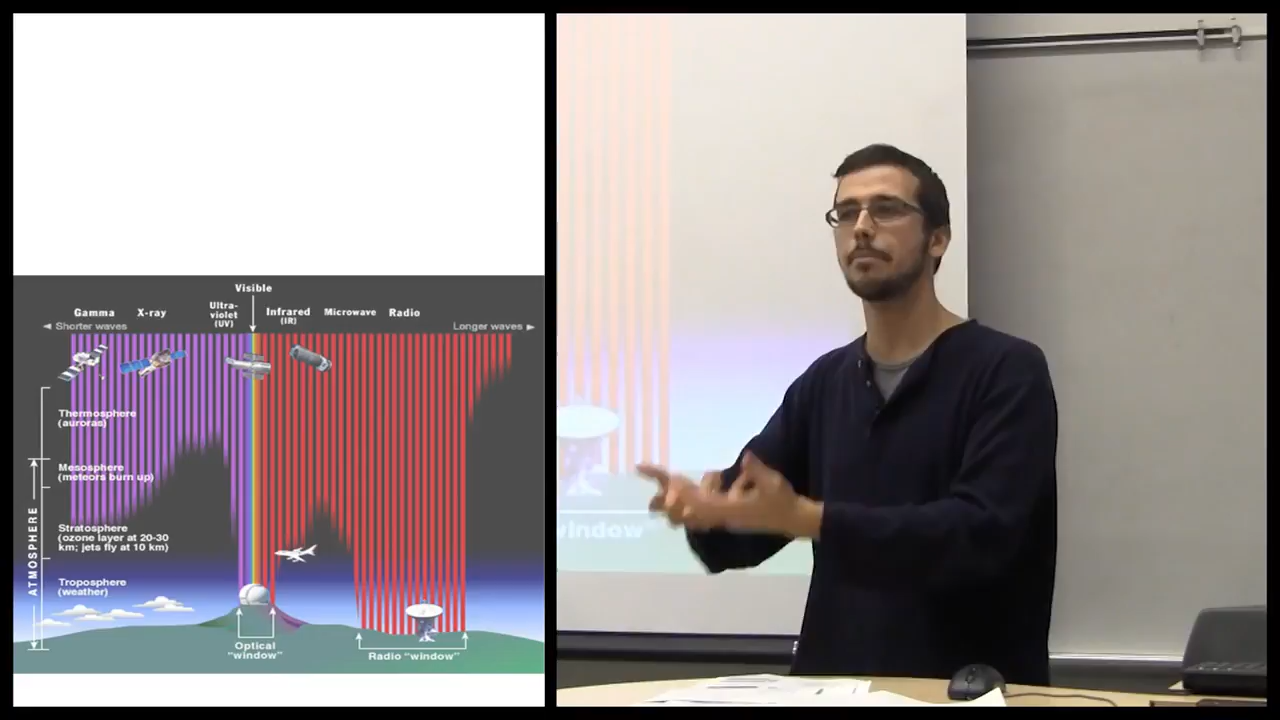 Visible
Gamma
X-ray
Ultra-
violet
(UV)
Infrared
(IR)
Microwave
Radio
Shorter waves
Longer waves
Thermosphere
(auroras)
Mesosphere
(meteors burn up)
Stratosphere
(ozone layer at 20-30
km; jets fly at 10 km)
Troposphere
(weather)
ATMOSPHERE
Optical
"window"
Radio "window"
window"